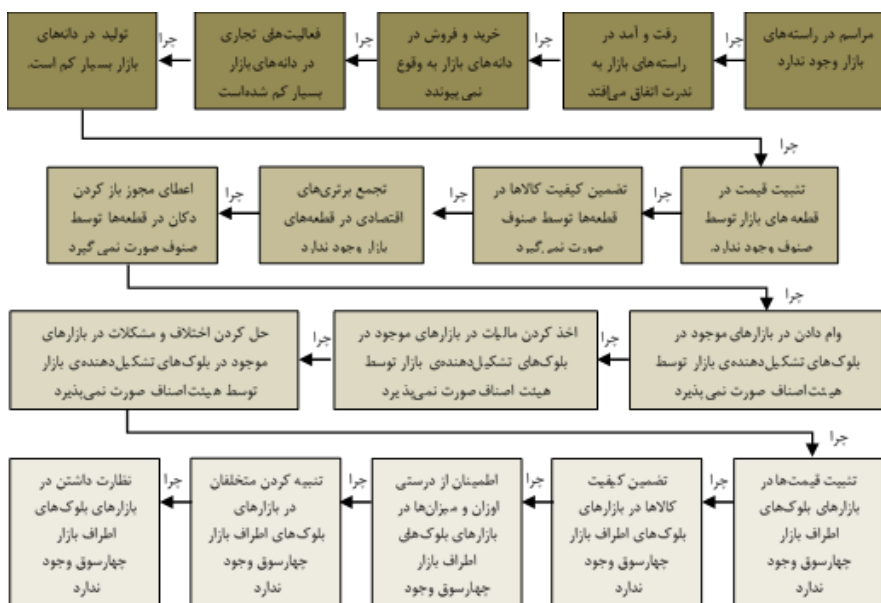 مراسم در راسته‌های
بازار وجود ندارد
چرا
رفت و آمد در
راسته‌های بازار به
ندرت اتفاق می‌افتد
چرا
خرید و فروش در
دانه‌های بازار به وقوع
نمی‌پیوندد
چرا
فعالیت‌های تجاری
در دانه‌های بازار
بسیار کم شده‌است
چرا
تولید در دانه‌های
بازار بسیار کم است.
چرا
تثبیت قیمت در
قطعه های بازار توسط
صنوف وجود ندارد.
چرا
تضمین کیفیت کالاها در
قطعه‌ها توسط صنوف
صورت نمی‌گیرد
چرا
تجمع برتری‌های
اقتصادی در قطعه‌های
بازار وجود ندارد
چرا
اعطای مجوز باز کردن
دکان در قطعه‌ها توسط
صنوف صورت نمی گیرد
چرا
وام دادن در بازارهای موجود در
بلوک‌های تشکیل‌دهنده‌ی بازار توسط
هیئت اصناف صورت نمی‌پذیرد
چرا
اخذ کردن مالیات در بازارهای موجود در
بلوک‌های تشکیل‌دهنده‌ی بازار توسط
هیئت اصناف صورت نمی‌پذیرد
چرا
حل کردن اختلاف و مشکلات در بازارهای
موجود در بلوک‌های تشکیل‌دهنده‌ی بازار
توسط هیئت‌اصناف صورت نمی‌پذیرد
چرا
تثبیت قیمت‌ها در
بازارهای بلوک‌های
اطراف بازار
چهارسوق وجود
ندارد
چرا
تضمین کیفیت
کالاها در بازارهای
بلوک‌های اطراف بازار
چهارسوق وجود
ندارد
چرا
اطمینان از درستی
اوزان و میزان‌ها در
بازارهای بلوک‌های
اطراف بازار
چهارسوق وجود
چرا
تنبیه کردن متخلفان
در بازارهای
بلوک‌های اطراف بازار
چهارسوق وجود
ندارد
چرا
نظارت داشتن در
بازارهای بلوک‌های
اطراف بازار
چهارسوق وجود
ندارد